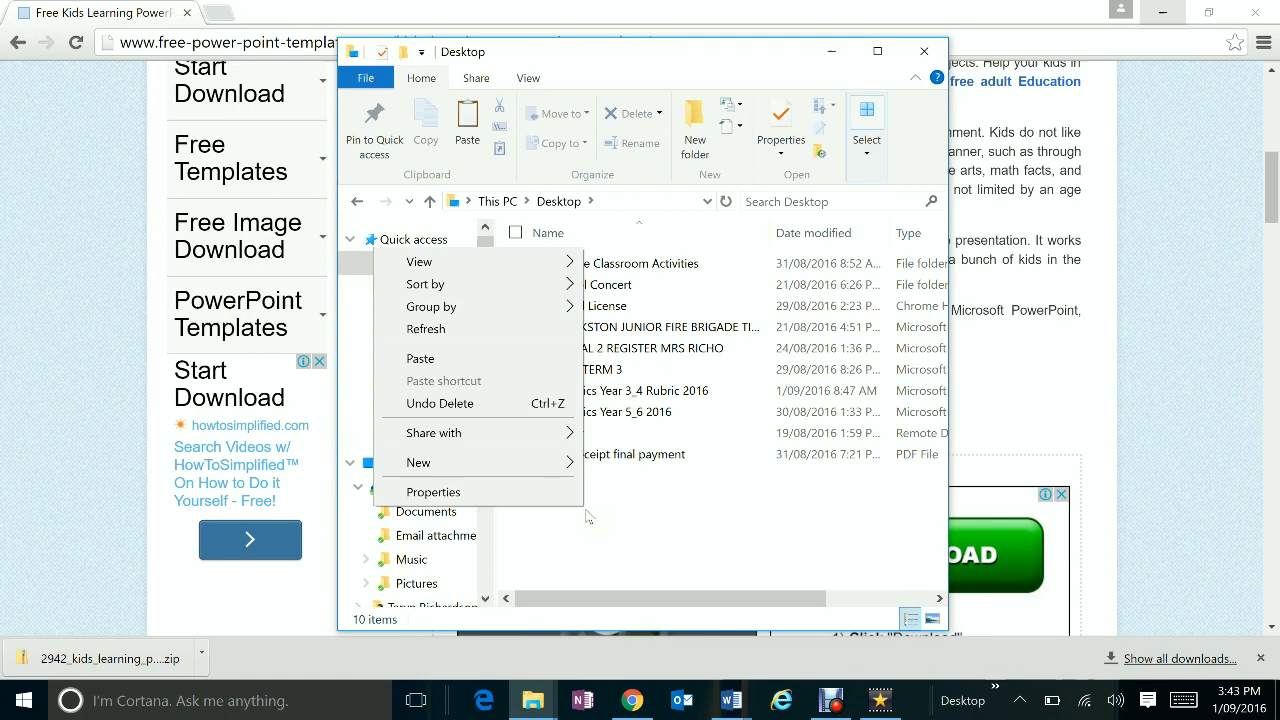 Free Kids Learning PowerP
www.free-power-point-templa
Desktop
File
Home
Share
View
Pin to Quick access
Copy
Paste
Clipboard
Move to
Copy to
Delete
Rename
Organize
New folder
New
Properties
Open
Select
This PC
Desktop
Search Desktop
Quick access
Name
Date modified
Type
e Classroom Activities
31/08/2016 8:52 A...
File folder
l Concert
21/08/2016 6:26 P...
File folder
l License
29/08/2016 2:23 P...
Chrome H
KSTON JUNIOR FIRE BRIGADE TI...
21/08/2016 4:51 P...
Microsoft
AL 2 REGISTER MRS RICHO
24/08/2016 1:36 P...
Microsoft
TERM 3
29/08/2016 8:26 P...
Microsoft
ics Year 3_4 Rubric 2016
1/09/2016 8:47 AM
Microsoft
ics Year 5_6 2016
30/08/2016 1:33 P...
Microsoft
19/08/2016 1:59 P...
Remote D
ceipt final payment
31/08/2016 7:21 P...
PDF File
View
Sort by
Group by
Refresh
Paste
Paste shortcut
Undo Delete
Ctrl+Z
Share with
New
Properties
Documents
Email attachme
Music
Pictures
Taryn Richardson
10 items
Start
Download
Free
Templates
Free Image
Download
PowerPoint
Templates
Start
Download
howtosimplified.com
Search Videos w/
HowToSimplified™
On How to Do it
Yourself - Free!
jects. Help your kids in
free adult Education
nment. Kids do not like
anner, such as through
e arts, math facts, and
not limited by an age
presentation. It works
a bunch of kids in the
Microsoft PowerPoint,
OAD
1) Click "Download"
2942_kids_learning_p....zip
Show all downloads...
I'm Cortana. Ask me anything.
Desktop
3:43 PM
1/09/2016